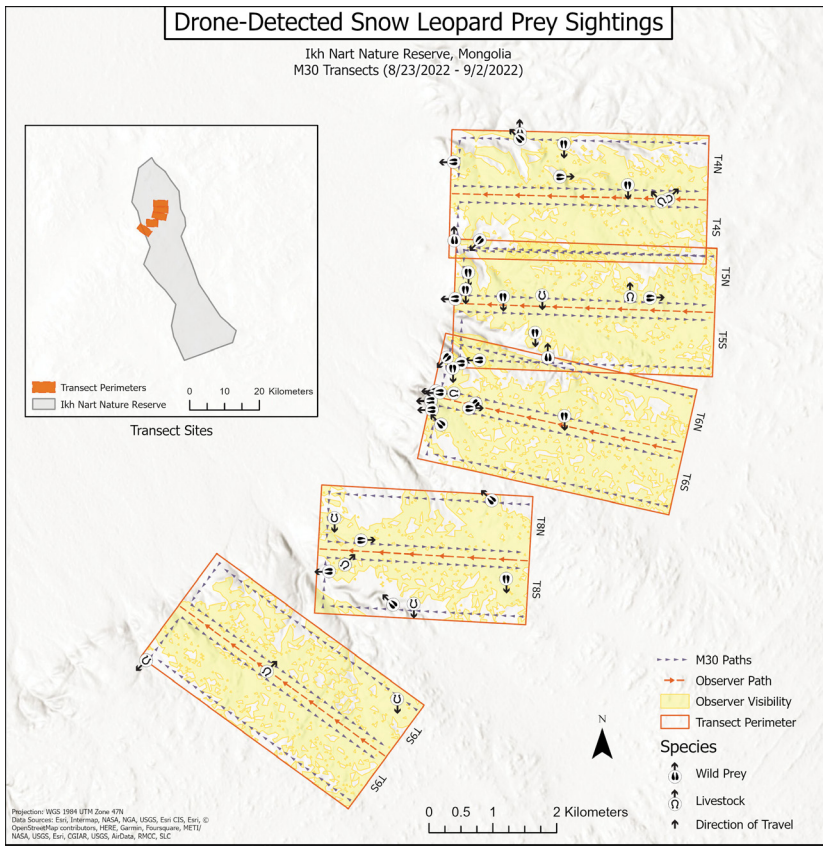 Drone-Detected Snow Leopard Prey Sightings
Ikh Nart Nature Reserve, Mongolia
M30 Transects (8/23/2022 - 9/2/2022)
Transect Perimeters
Ikh Nart Nature Reserve
0 10 20 Kilometers
Transect Sites
T4N
T4S
T5N
T5S
T6N
T6S
T8N
T8S
T9S
T9S
M30 Paths
Observer Path
Observer Visibility
Transect Perimeter
Species
Wild Prey
Livestock
Direction of Travel
N
0 0.5 1 2 Kilometers
Projection: WGS 1984 UTM Zone 47N
Data Sources: Esri, Intermap, NASA, NGA, USGS, Esri CIS, Esri, ©
OpenStreetMap contributors, HERE, Garmin, Foursquare, METI/
NASA, USGS, Esri, CGIAR, USGS, AirData, RMCC, SLC